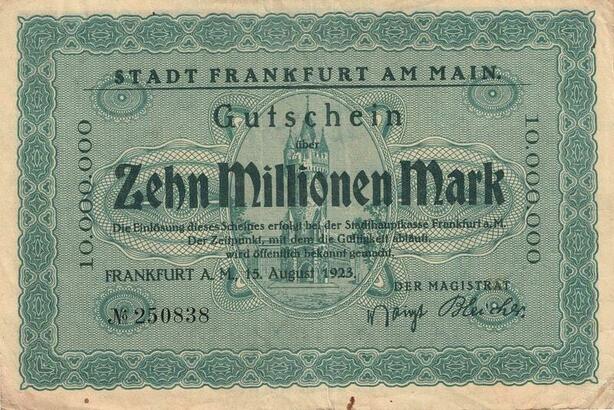 STADT FRANKFURT AM MAIN.
Gutschein
über
Zehn Millionen Mark
10.000.000
10.000.000
Die Einlösung dieses Scheines erfolgt bei der Stadthauptkasse Frankfurt a. M.
Der Zeitpunkt, mit dem die Gültigkeit abläuft,
wird öffentlich bekannt gemacht.
FRANKFURT A. M., 15. August 1923.
DER MAGISTRAT
№ 250838